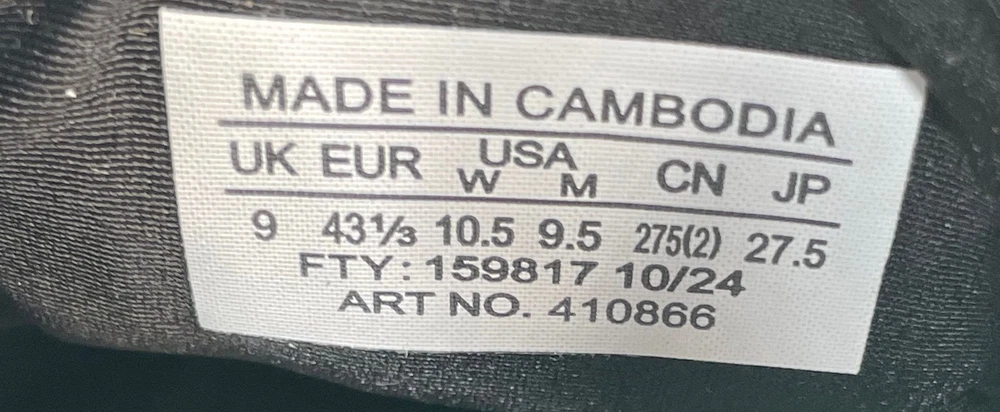 MADE IN CAMBODIA
UK EUR USA CN JP
W M
9 43⅓ 10.5 9.5 275(2) 27.5
FTY: 159817 10/24
ART NO. 410866